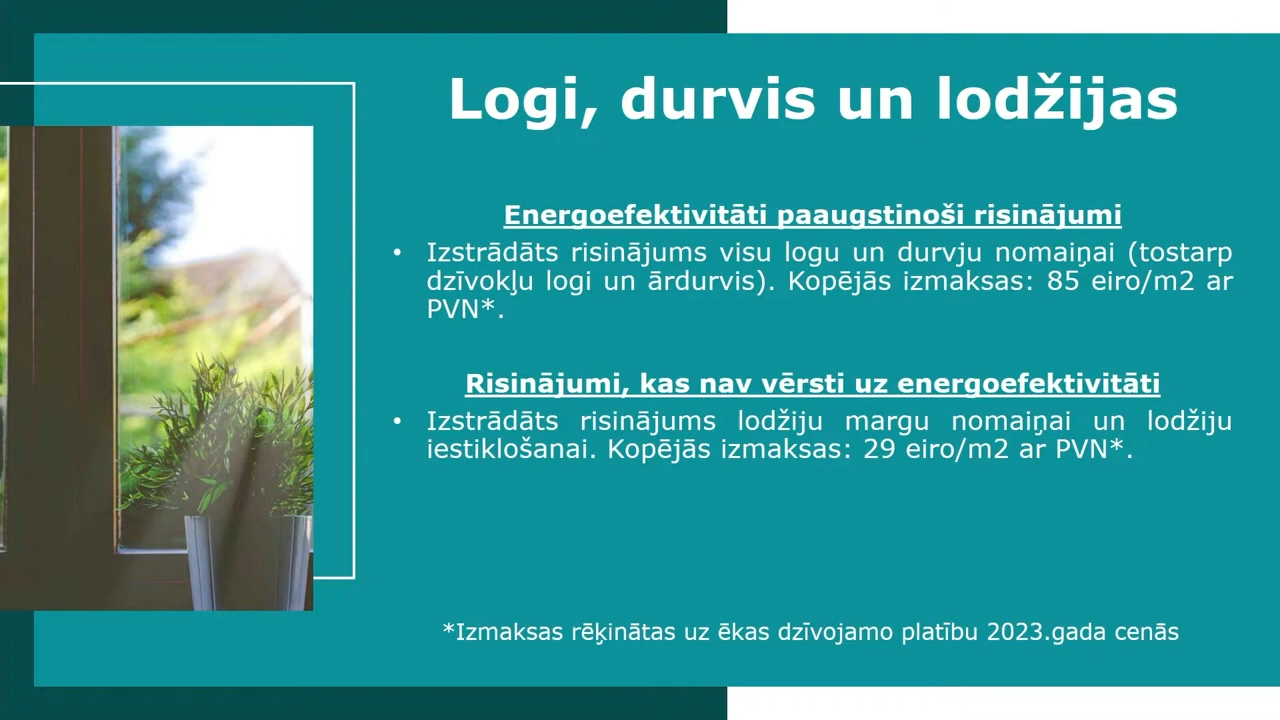 Logi, durvis un lodžijas
Energoefektivitāti paaugstinoši risinājumi
• Izstrādāts risinājums visu logu un durvju nomaiņai (tostarp
dzīvokļu logi un ārdurvis). Kopējās izmaksas: 85 eiro/m2 ar
PVN*.
Risinājumi, kas nav vērsti uz energoefektivitāti
• Izstrādāts risinājums lodžiju margu nomaiņai un lodžiju
iestiklošanai. Kopējās izmaksas: 29 eiro/m2 ar PVN*.
*Izmaksas rēķinātas uz ēkas dzīvojamo platību 2023.gada cenās